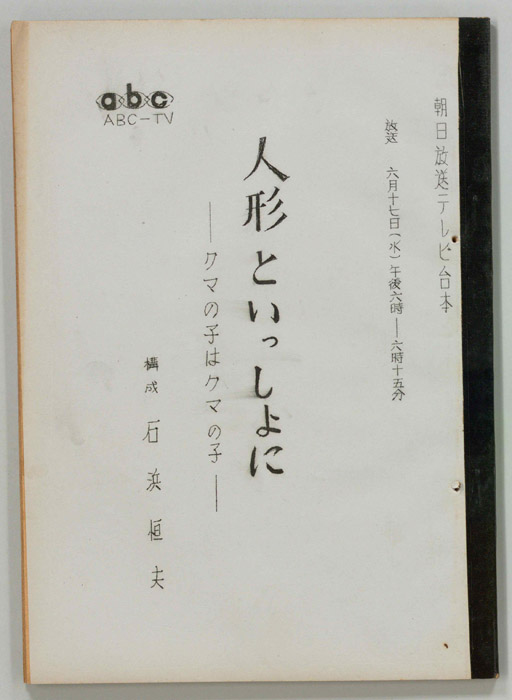 朝日放送テレビ台本
放送 六月十七日(水)午後六時――六時十五分
人形といっしょに
――クマの子はクマの子――
構成 石浜恒夫
abc
ABC-TV